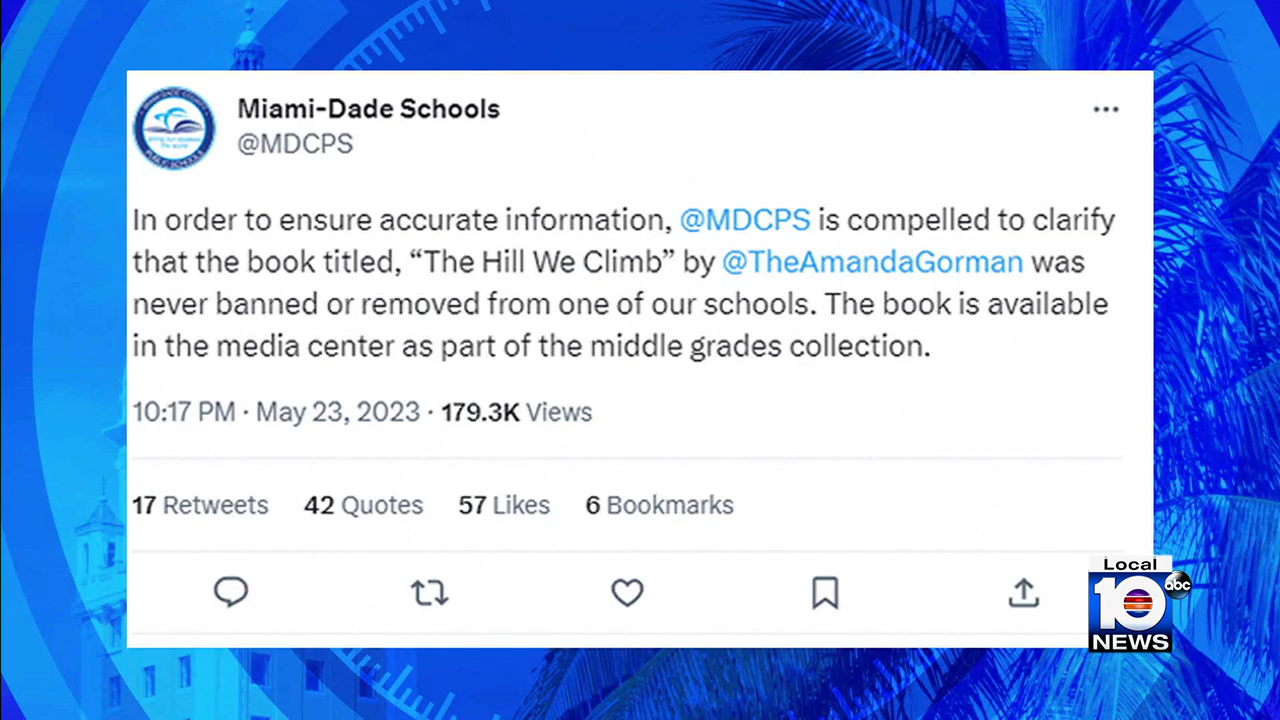 Miami-Dade Schools
@MDCPS
In order to ensure accurate information, @MDCPS is compelled to clarify
that the book titled, “The Hill We Climb” by @TheAmandaGorman was
never banned or removed from one of our schools. The book is available
in the media center as part of the middle grades collection.
10:17 PM · May 23, 2023 · 179.3K Views
17 Retweets 42 Quotes 57 Likes 6 Bookmarks
Local
10 abc
NEWS